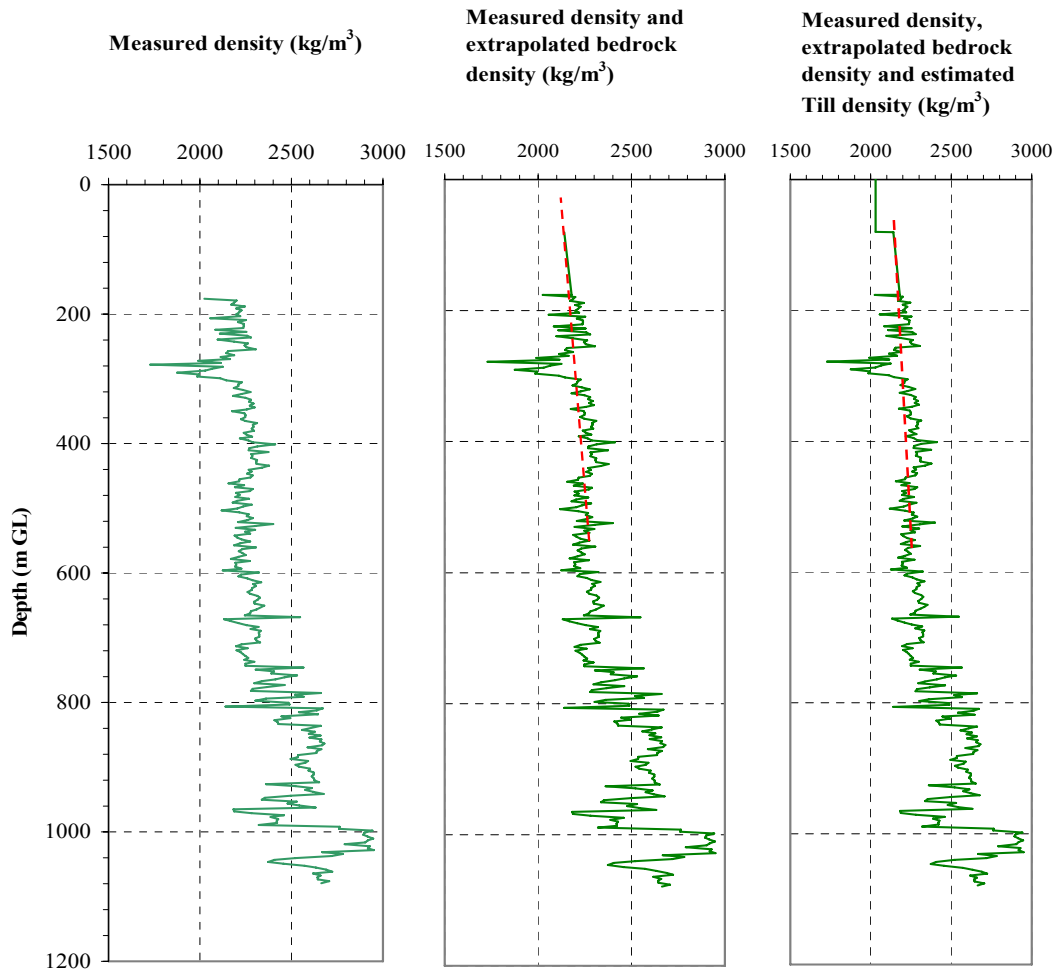 Measured density (kg/m³)
Measured density and
extrapolated bedrock
density (kg/m³)
Measured density,
extrapolated bedrock
density and estimated
Till density (kg/m³)
1500 2000 2500 3000
1500 2000 2500 3000
1500 2000 2500 3000
0
200
400
600
800
1000
1200
Depth (m GL)